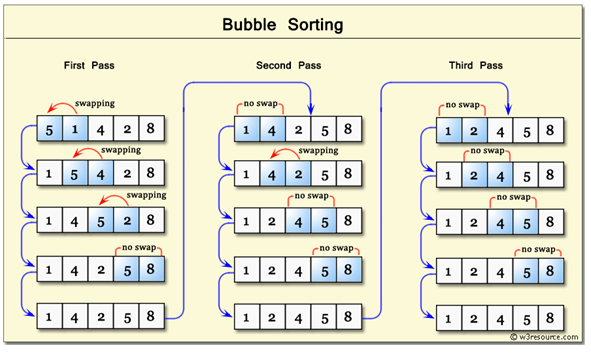 Bubble Sorting
First Pass
swapping
5 1 4 2 8
swapping
1 5 4 2 8
swapping
1 4 5 2 8
no swap
1 4 2 5 8
1 4 2 5 8
Second Pass
no swap
1 4 2 5 8
swapping
1 4 2 5 8
no swap
1 2 4 5 8
no swap
1 2 4 5 8
1 2 4 5 8
Third Pass
no swap
1 2 4 5 8
no swap
1 2 4 5 8
no swap
1 2 4 5 8
no swap
1 2 4 5 8
1 2 4 5 8
© w3resource.com